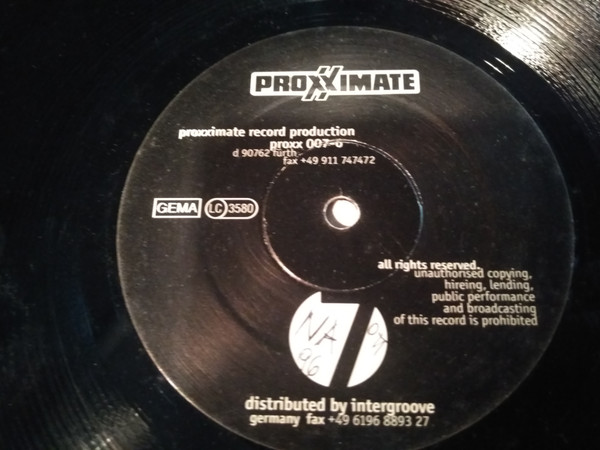 PROXXIMATE
proxximate record production
proxx 007-6
d 90762 fürth
fax +49 911 747472
GEMA LC 3580
all rights reserved.
unauthorised copying,
hireing, lending,
public performance
and broadcasting
of this record is prohibited
7
NA
96
distributed by intergroove
germany fax +49 6196 8893 27